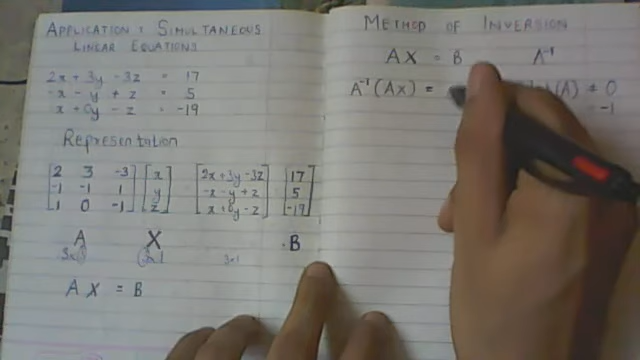 APPLICATION : SIMULTANEOUS
LINEAR EQUATIONS
2x + 3y - 3z = 17
-x - y + z = 5
x + 0y - z = -19
Representation
[2 3 -3] [x] [2x + 3y - 3z] [17]
[-1 -1 1] [y] [-x - y + z] [5]
[1 0 -1] [z] [x + 0y - z] [-19]
A X B
3x3 3x1 3x1
A X = B
METHOD OF INVERSION
AX = B A⁻¹
A⁻¹(AX) = (A) ≠ 0
-1